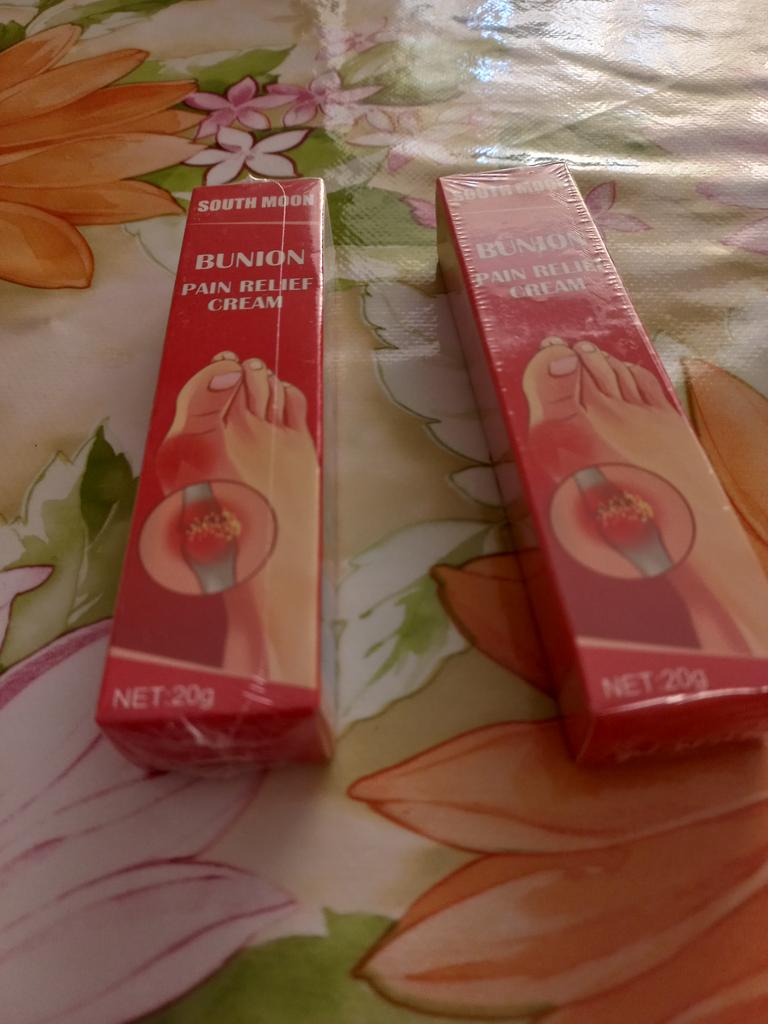 SOUTH MOON
BUNION
PAIN RELIEF
CREAM
NET:20g
SOUTH MOON
BUNION
PAIN RELIEF
CREAM
NET:20g